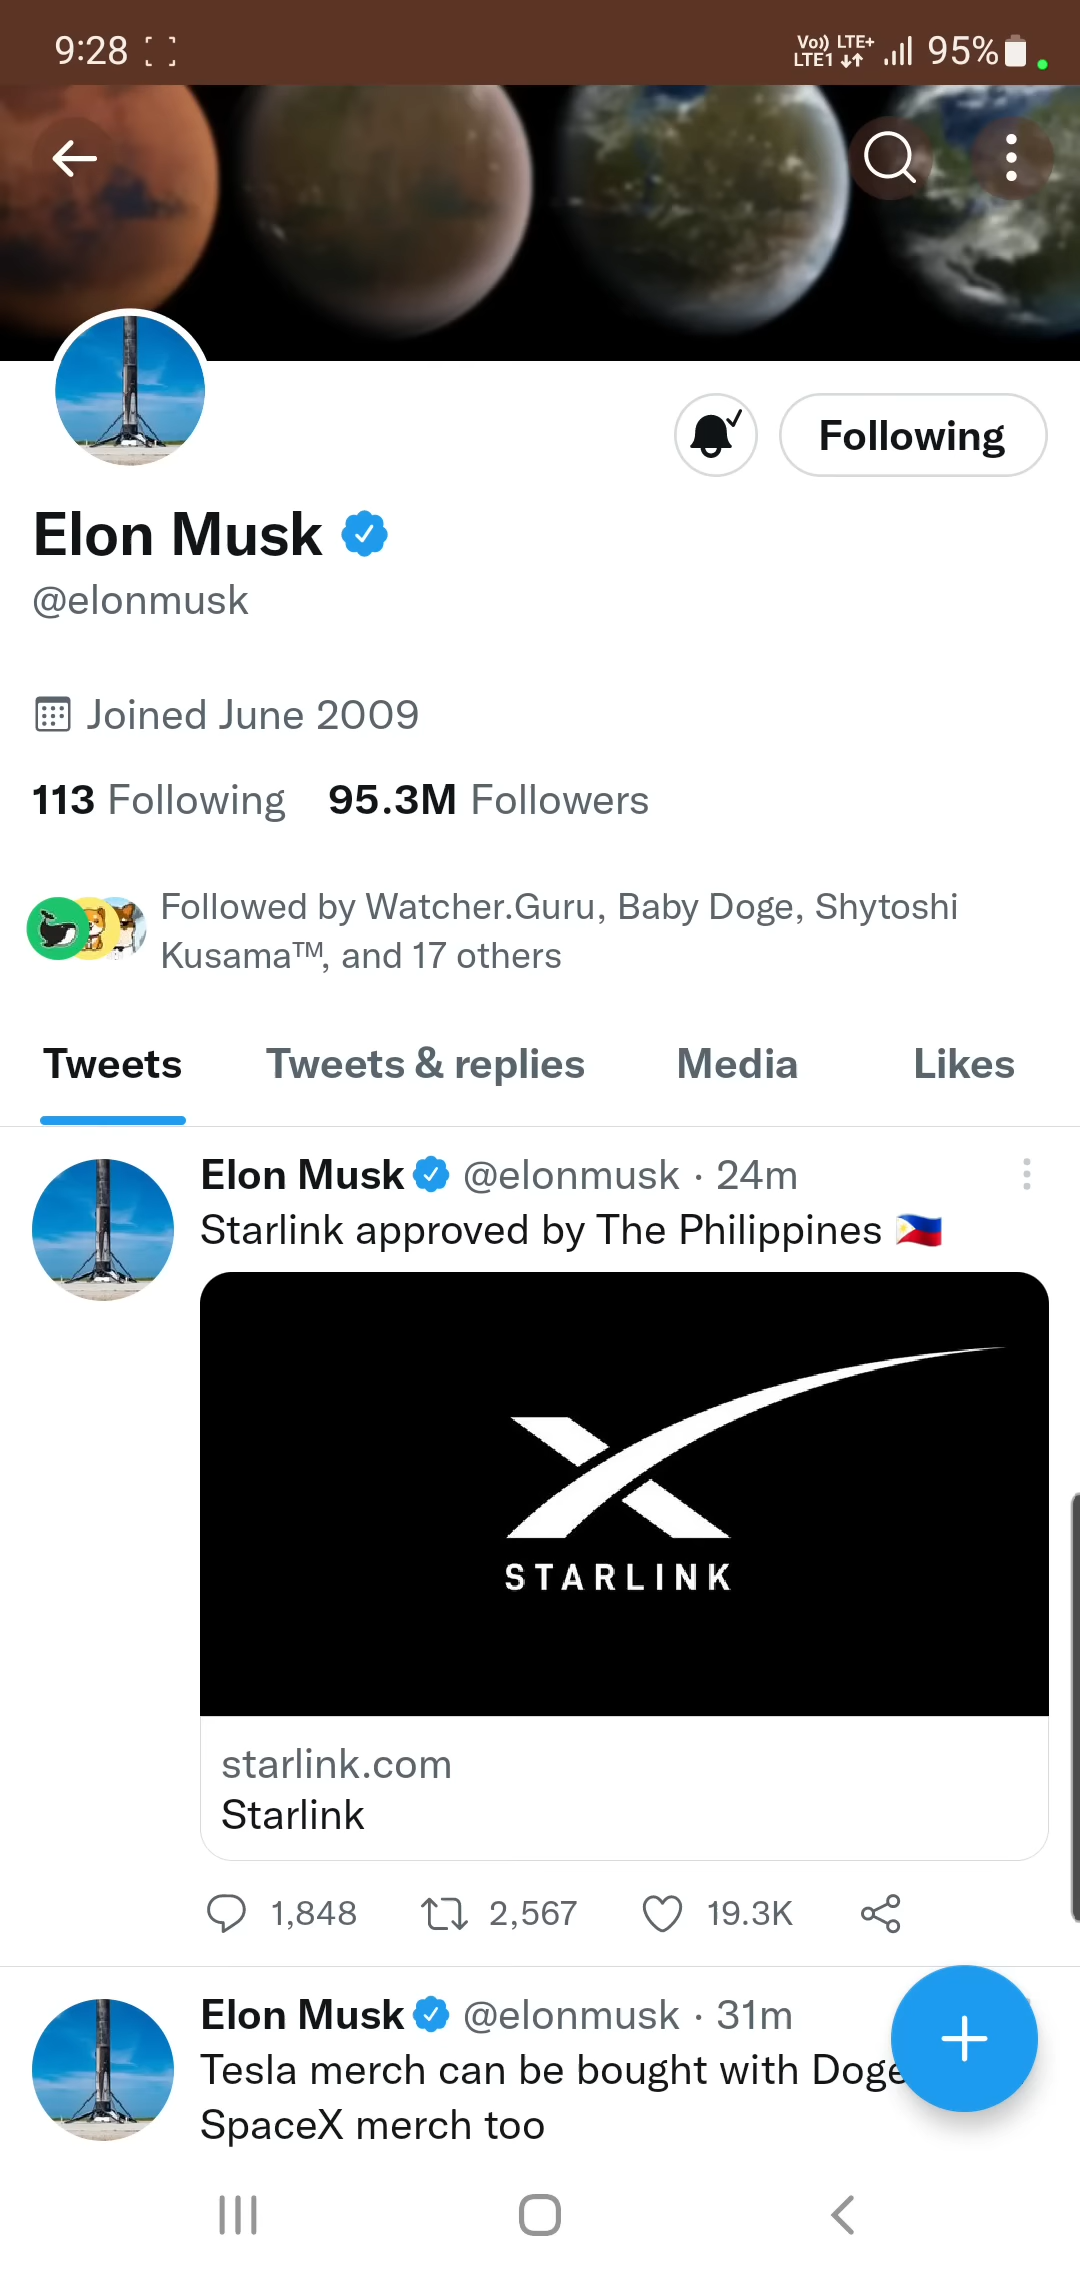 9:28
Vo)) LTE+
LTE1
95%
Following
Elon Musk
@elonmusk
Joined June 2009
113 Following 95.3M Followers
Followed by Watcher.Guru, Baby Doge, Shytoshi
Kusama™, and 17 others
Tweets Tweets & replies Media Likes
Elon Musk @elonmusk · 24m
Starlink approved by The Philippines 🇵🇭
STARLINK
starlink.com
Starlink
1,848 2,567 19.3K
Elon Musk @elonmusk · 31m
Tesla merch can be bought with Doge
SpaceX merch too